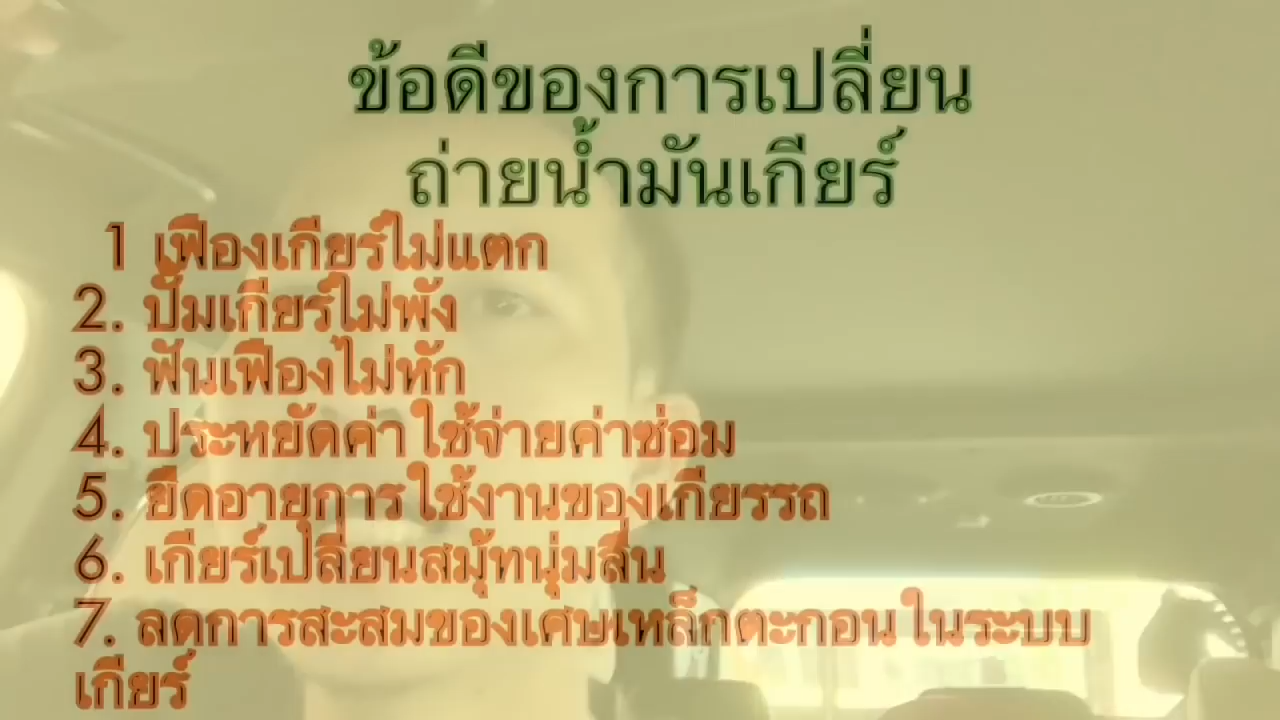 ข้อดีของการเปลี่ยน
ถ่ายน้ำมันเกียร์
1 เฟืองเกียร์ไม่แตก
2. ปั๊มเกียร์ไม่พัง
3. ฟันเฟืองไม่หัก
4. ประหยัดค่าใช้จ่ายค่าซ่อม
5. ยืดอายุการใช้งานของเกียรรถ
6. เกียร์เปลี่ยนสมู้ทนุ่มลื่น
7. ลดการสะสมของเศษเหล็กตะกอนในระบบ
เกียร์